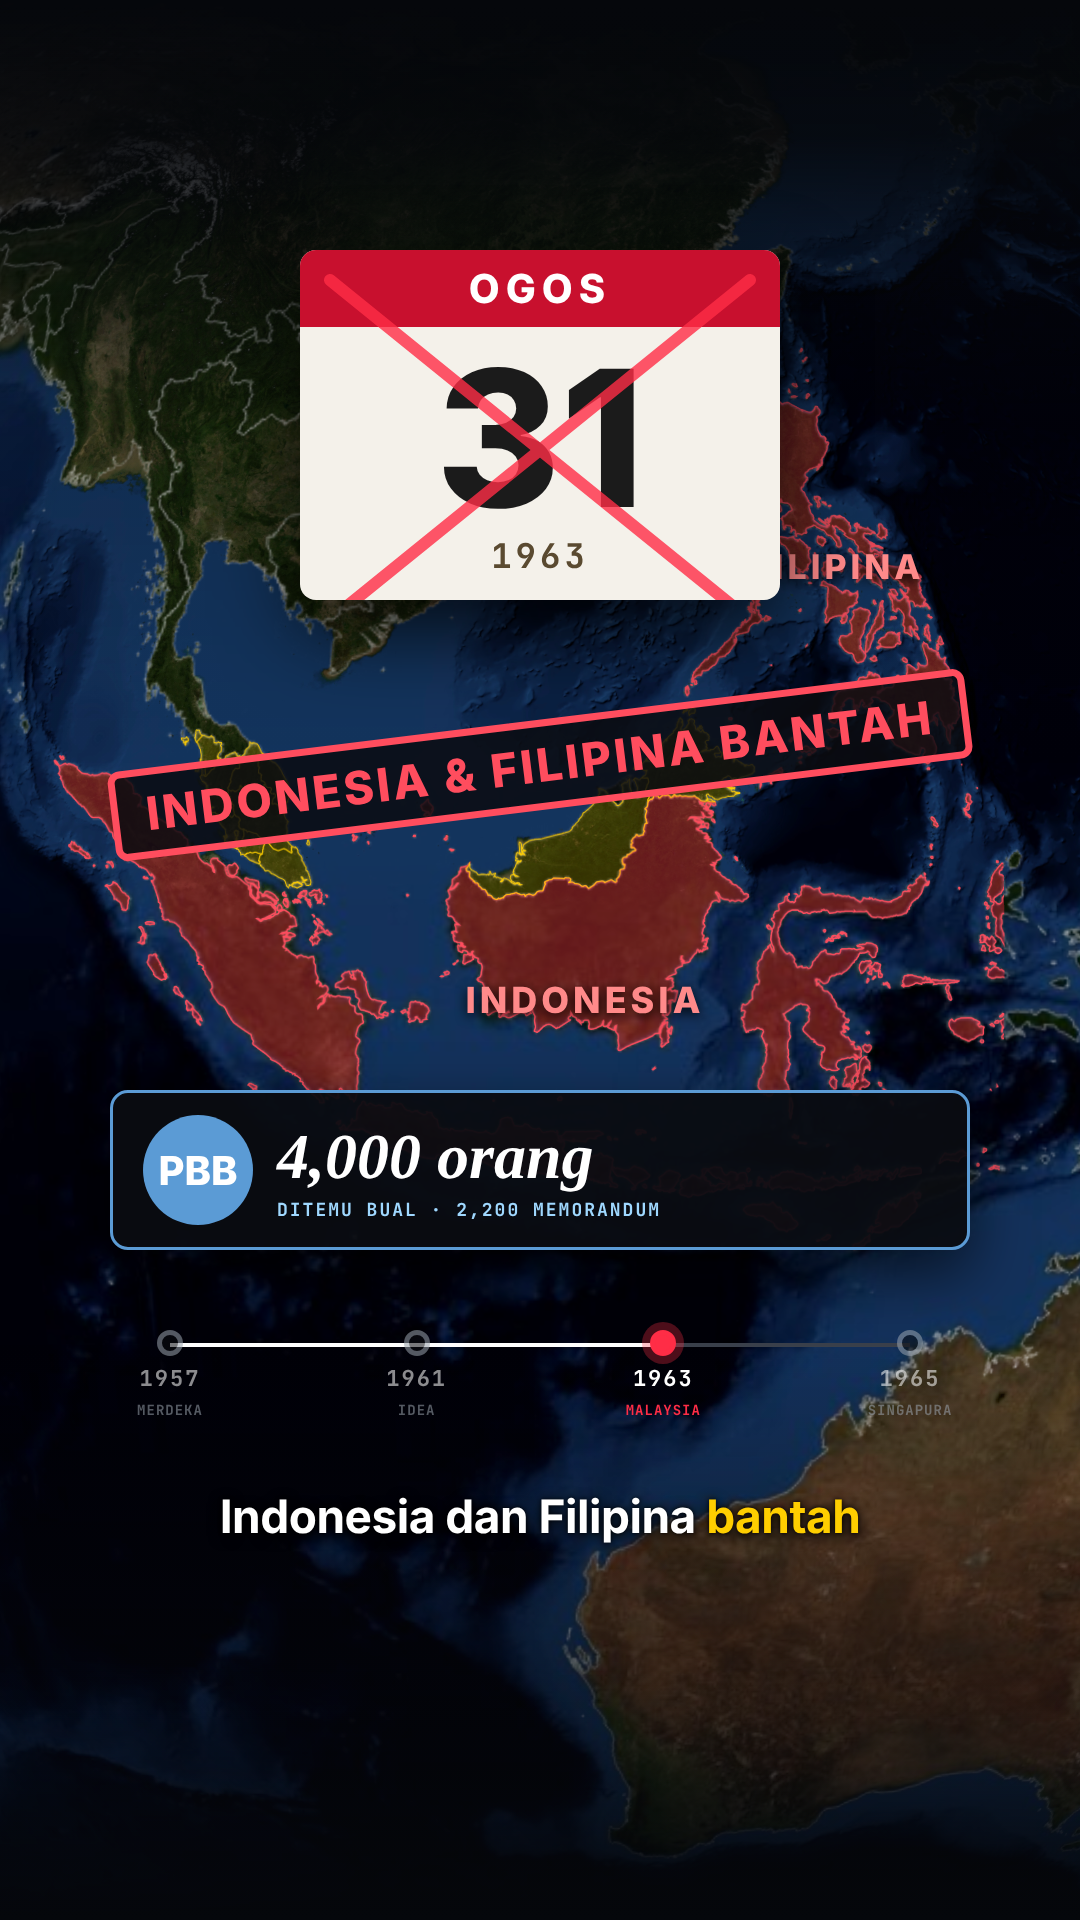 OGOS
31
1963
ILIPINA
INDONESIA & FILIPINA BANTAH
INDONESIA
PBB
4,000 orang
DITEMU BUAL · 2,200 MEMORANDUM
1957
MERDEKA
1961
IDEA
1963
MALAYSIA
1965
SINGAPURA
Indonesia dan Filipina bantah